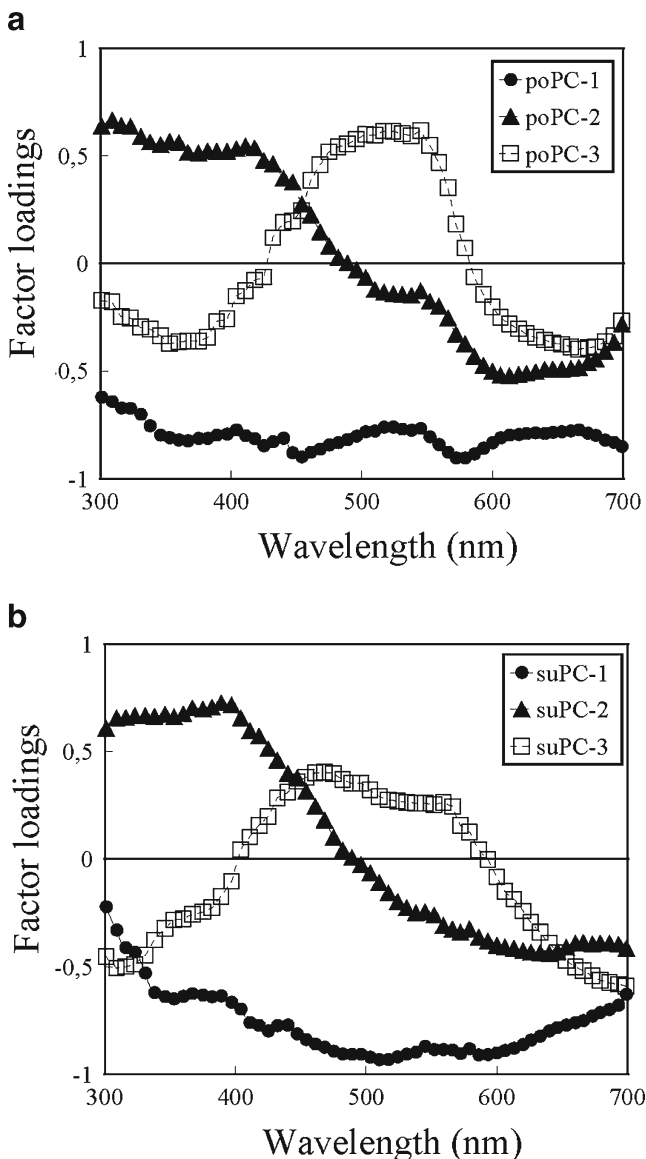 a
1
0,5
0
-0,5
-1
Factor loadings
poPC-1
poPC-2
poPC-3
300 400 500 600 700
Wavelength (nm)
b
1
0,5
0
-0,5
-1
Factor loadings
suPC-1
suPC-2
suPC-3
300 400 500 600 700
Wavelength (nm)